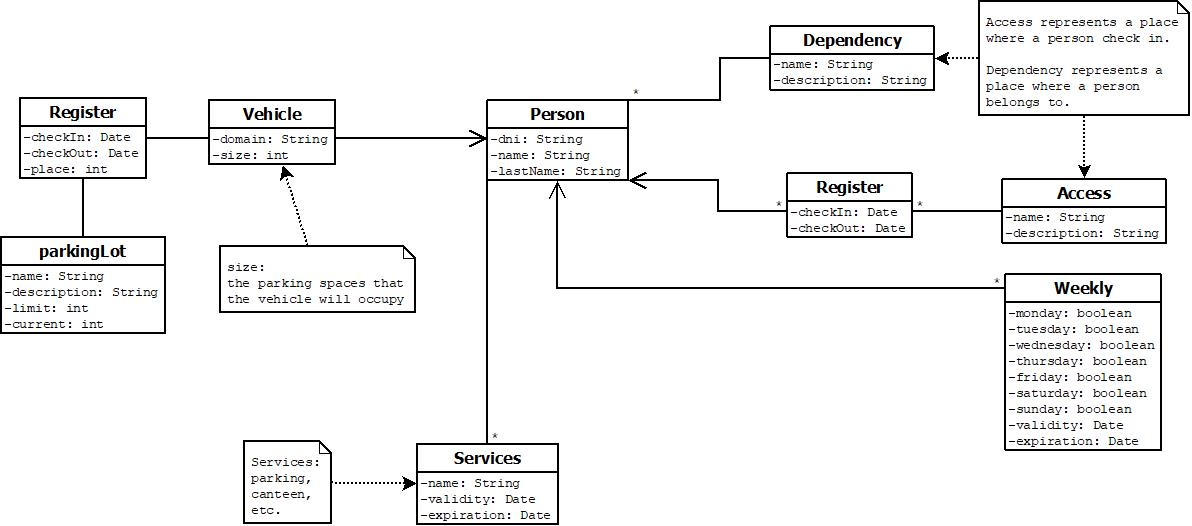 Access represents a place
where a person check in.
Dependency represents a
place where a person
belongs to.
Dependency
-name: String
-description: String
*
Register
-checkIn: Date
-checkOut: Date
-place: int
Vehicle
-domain: String
-size: int
Person
-dni: String
-name: String
-lastName: String
Register
-checkIn: Date
-checkOut: Date
*
*
Access
-name: String
-description: String
parkingLot
-name: String
-description: String
-limit: int
-current: int
size:
the parking spaces that
the vehicle will occupy
*
Weekly
-monday: boolean
-tuesday: boolean
-wednesday: boolean
-thursday: boolean
-friday: boolean
-saturday: boolean
-sunday: boolean
-validity: Date
-expiration: Date
*
Services:
parking,
canteen,
etc.
Services
-name: String
-validity: Date
-expiration: Date